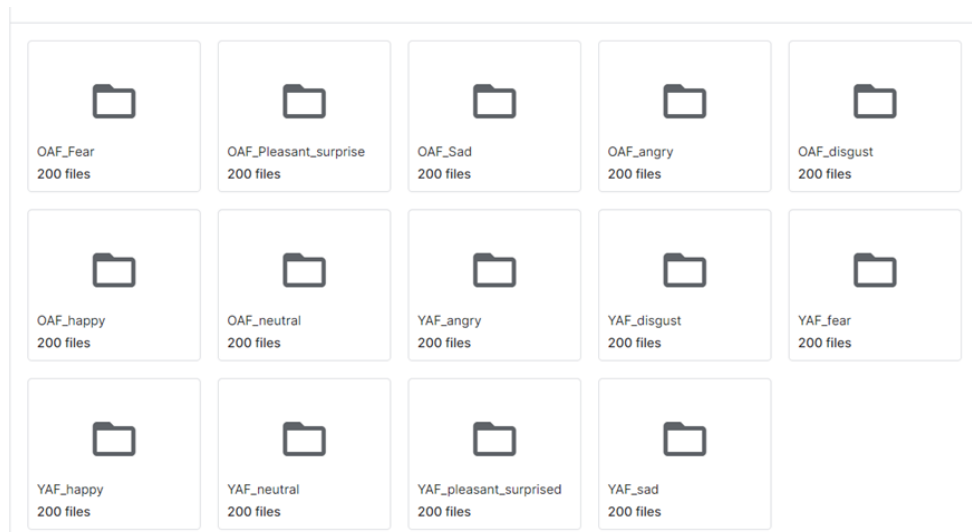 OAF_Fear
200 files
OAF_Pleasant_surprise
200 files
OAF_Sad
200 files
OAF_angry
200 files
OAF_disgust
200 files
OAF_happy
200 files
OAF_neutral
200 files
YAF_angry
200 files
YAF_disgust
200 files
YAF_fear
200 files
YAF_happy
200 files
YAF_neutral
200 files
YAF_pleasant_surprised
200 files
YAF_sad
200 files